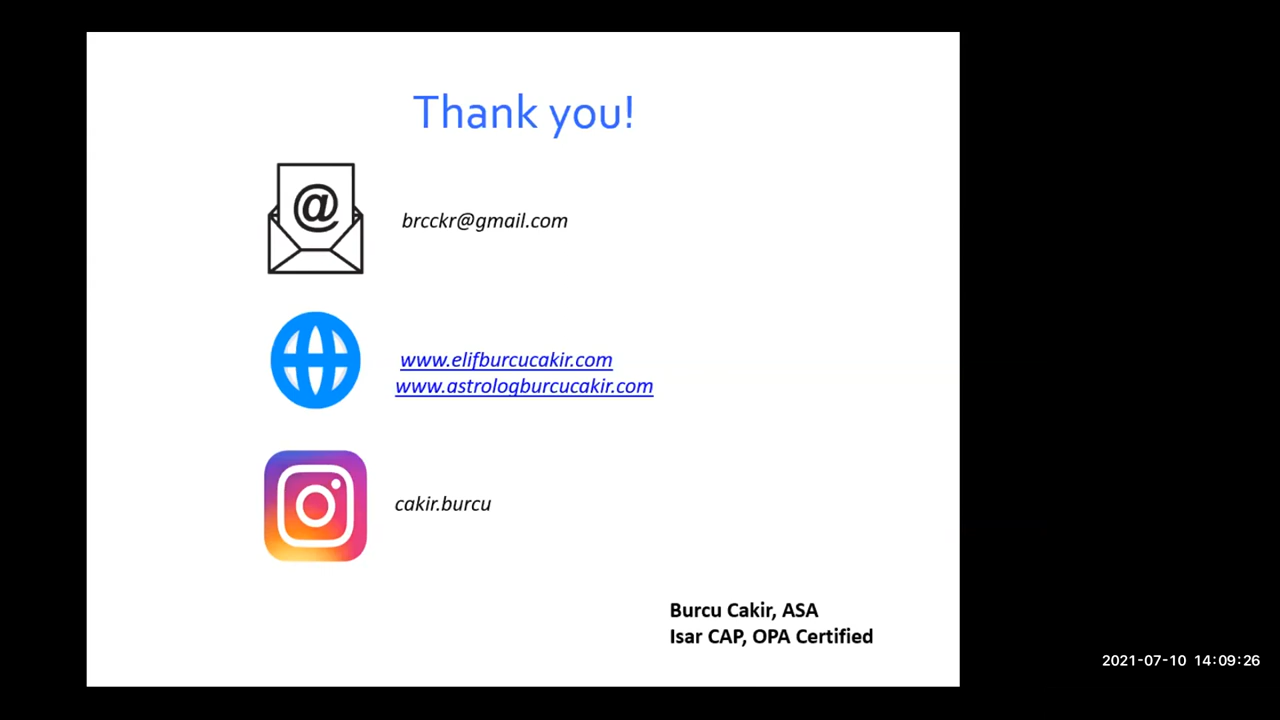 Thank you!
@
brcckr@gmail.com
www.elifburcucakir.com
www.astrologburcucakir.com
cakir.burcu
Burcu Cakir, ASA
Isar CAP, OPA Certified
2021-07-10 14:09:26